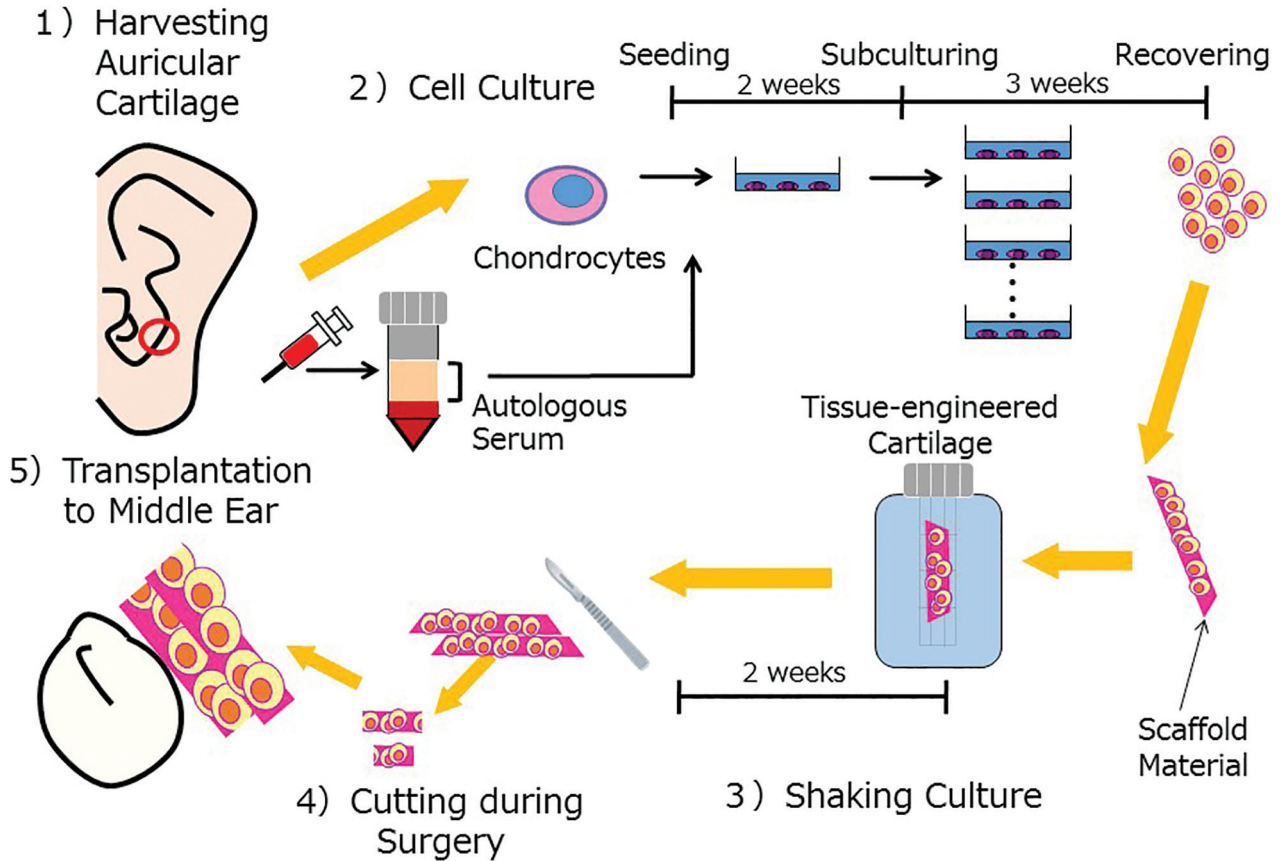 1）Harvesting
Auricular
Cartilage
2）Cell Culture
Seeding
Subculturing
Recovering
2 weeks
3 weeks
Chondrocytes
Autologous
Serum
Tissue-engineered
Cartilage
Scaffold
Material
2 weeks
3）Shaking Culture
4）Cutting during
Surgery
5）Transplantation
to Middle Ear